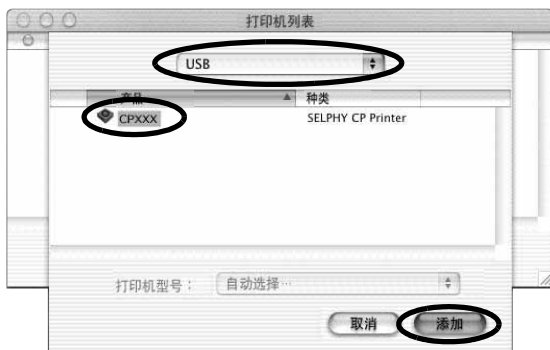 打印机列表
USB
产品 种类
CPXXX SELPHY CP Printer
打印机型号： 自动选择…
取消 添加